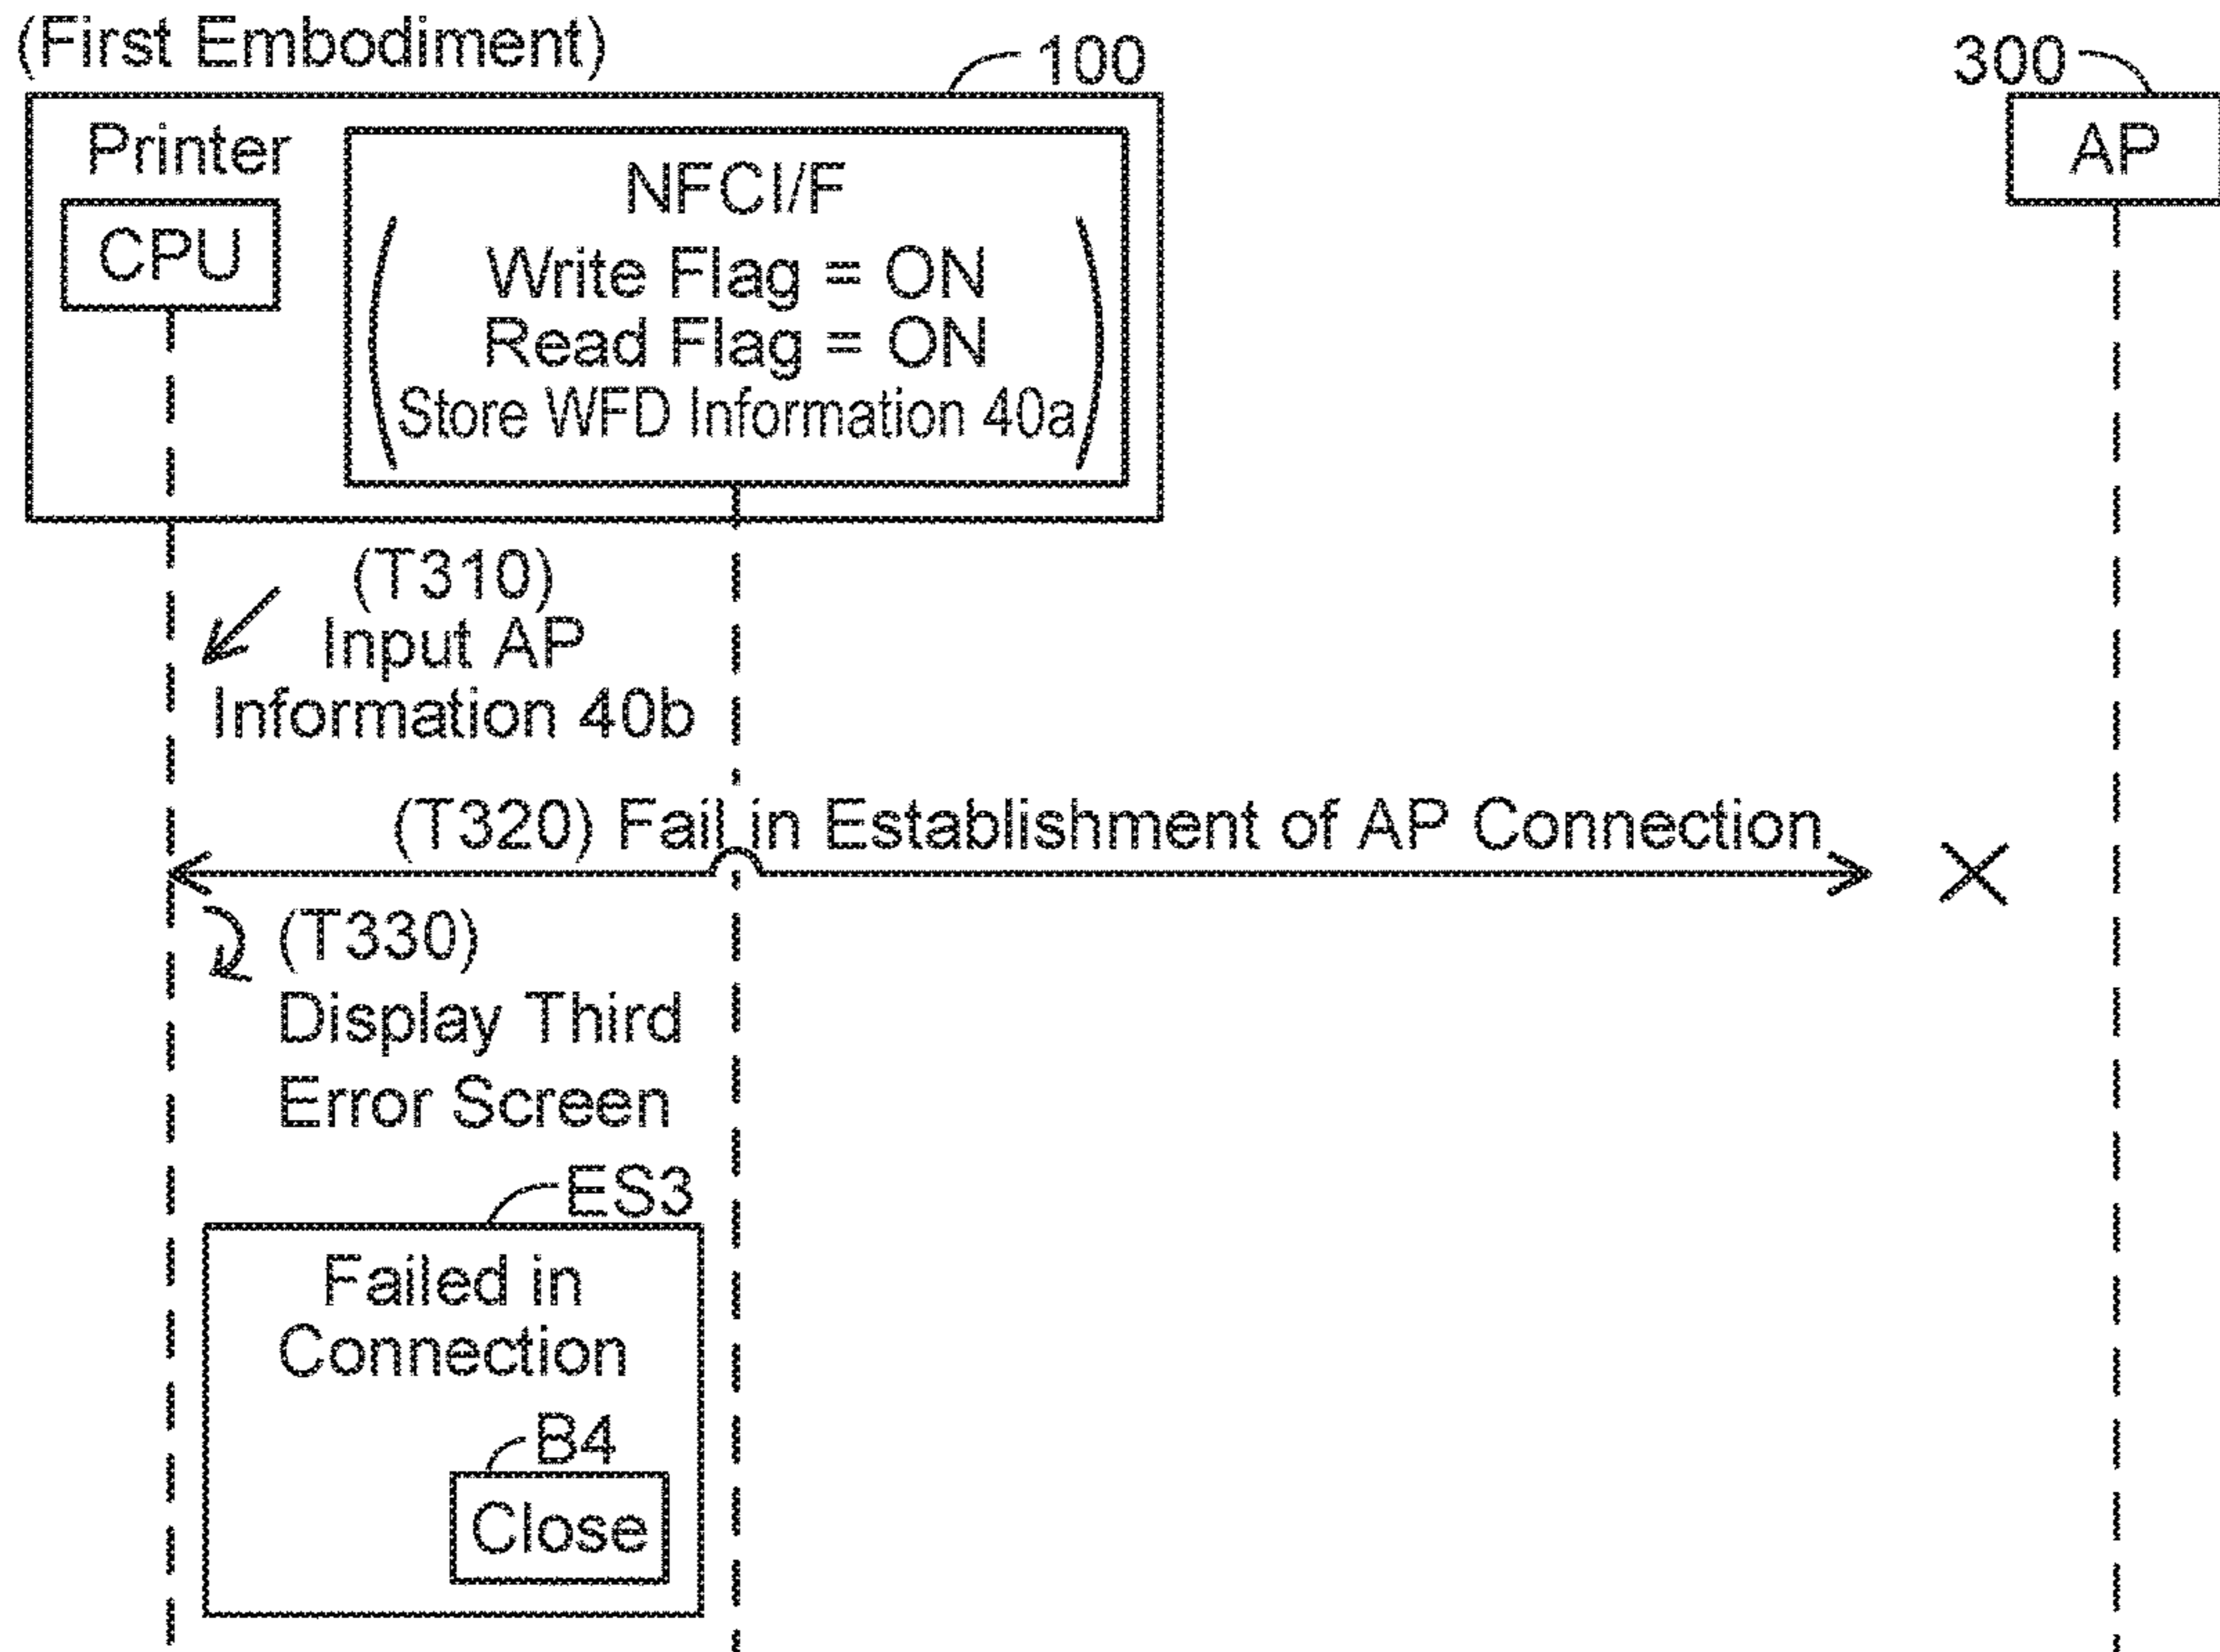 (First Embodiment)
100
300
Printer
CPU
NFCI/F
Write Flag = ON
Read Flag = ON
Store WFD Information 40a
AP
(T310)
Input AP
Information 40b
(T320) Fail in Establishment of AP Connection
(T330)
Display Third
Error Screen
ES3
Failed in
Connection
B4
Close